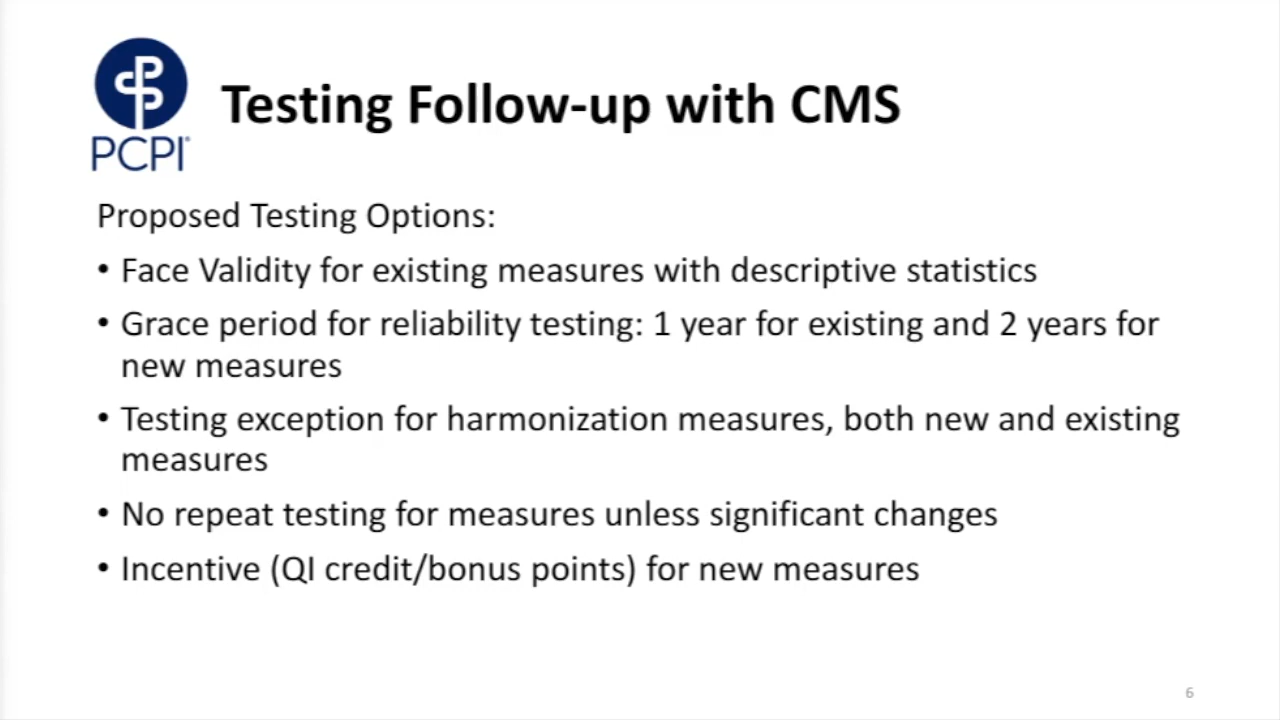 PCPI®
Testing Follow-up with CMS
Proposed Testing Options:
• Face Validity for existing measures with descriptive statistics
• Grace period for reliability testing: 1 year for existing and 2 years for
new measures
• Testing exception for harmonization measures, both new and existing
measures
• No repeat testing for measures unless significant changes
• Incentive (QI credit/bonus points) for new measures
6